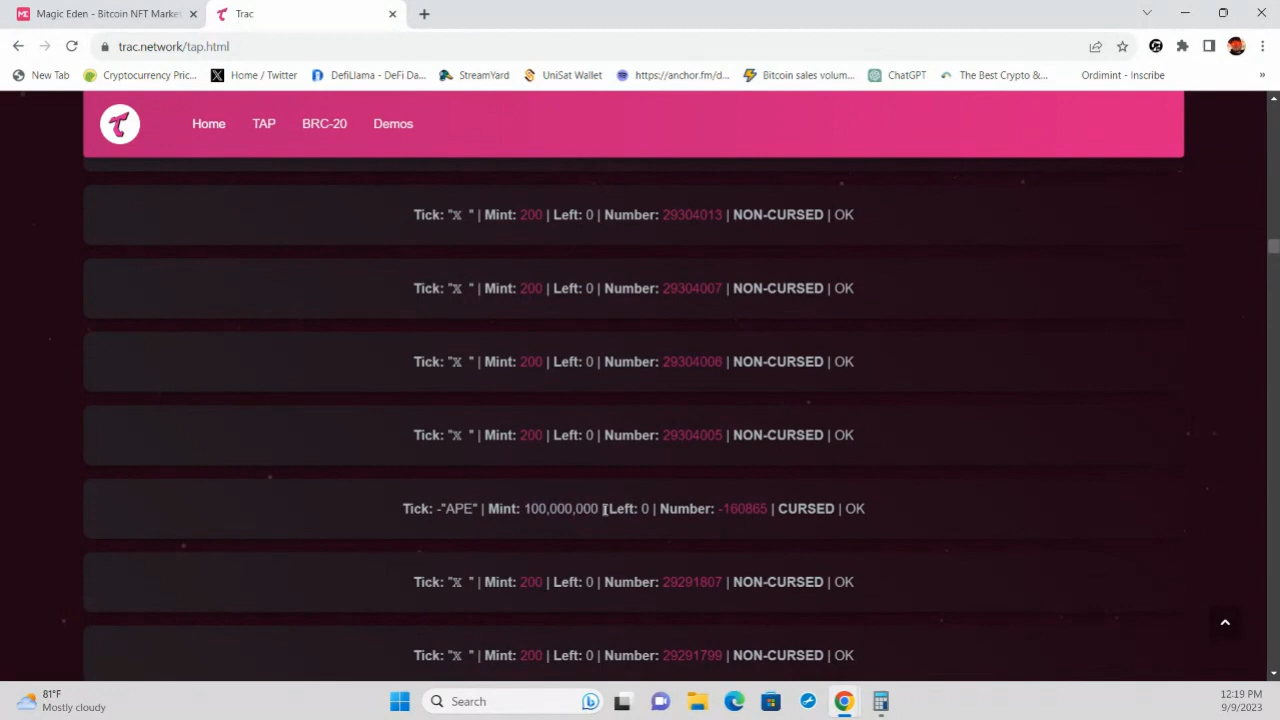 Magic Eden - Bitcoin NFT Market
Trac
trac.network/tap.html
New Tab
Cryptocurrency Pric...
Home / Twitter
DefiLlama - DeFi Da...
StreamYard
UniSat Wallet
https://anchor.fm/d...
Bitcoin sales volum...
ChatGPT
The Best Crypto &...
Ordimint - Inscribe
»
Home
TAP
BRC-20
Demos
Tick: "𝕏 " | Mint: 200 | Left: 0 | Number: 29304013 | NON-CURSED | OK
Tick: "𝕏 " | Mint: 200 | Left: 0 | Number: 29304007 | NON-CURSED | OK
Tick: "𝕏 " | Mint: 200 | Left: 0 | Number: 29304006 | NON-CURSED | OK
Tick: "𝕏 " | Mint: 200 | Left: 0 | Number: 29304005 | NON-CURSED | OK
Tick: -"APE" | Mint: 100,000,000 | Left: 0 | Number: -160865 | CURSED | OK
Tick: "𝕏 " | Mint: 200 | Left: 0 | Number: 29291807 | NON-CURSED | OK
Tick: "𝕏 " | Mint: 200 | Left: 0 | Number: 29291799 | NON-CURSED | OK
81°F
Mostly cloudy
Search
12:19 PM
9/9/2023